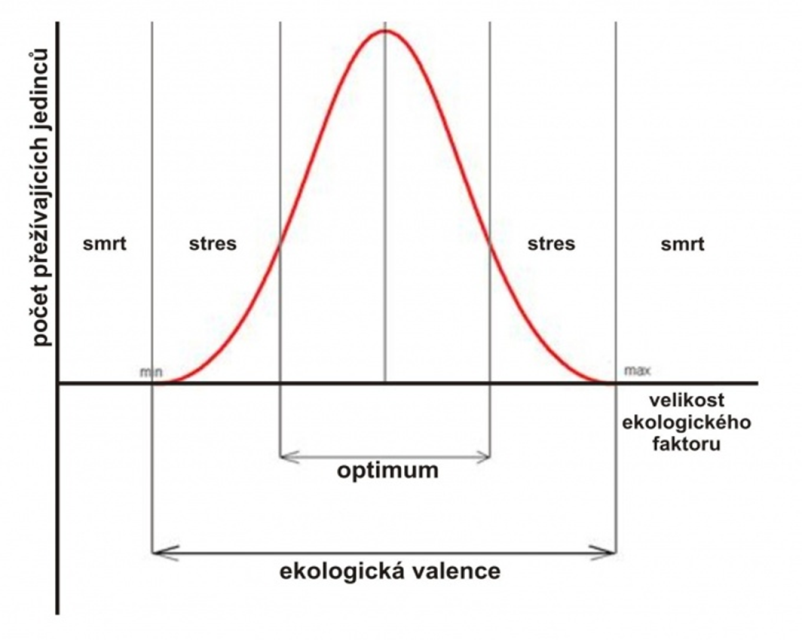 počet přežívajících jedinců
smrt
stres
stres
smrt
min
max
velikost
ekologického
faktoru
optimum
ekologická valence